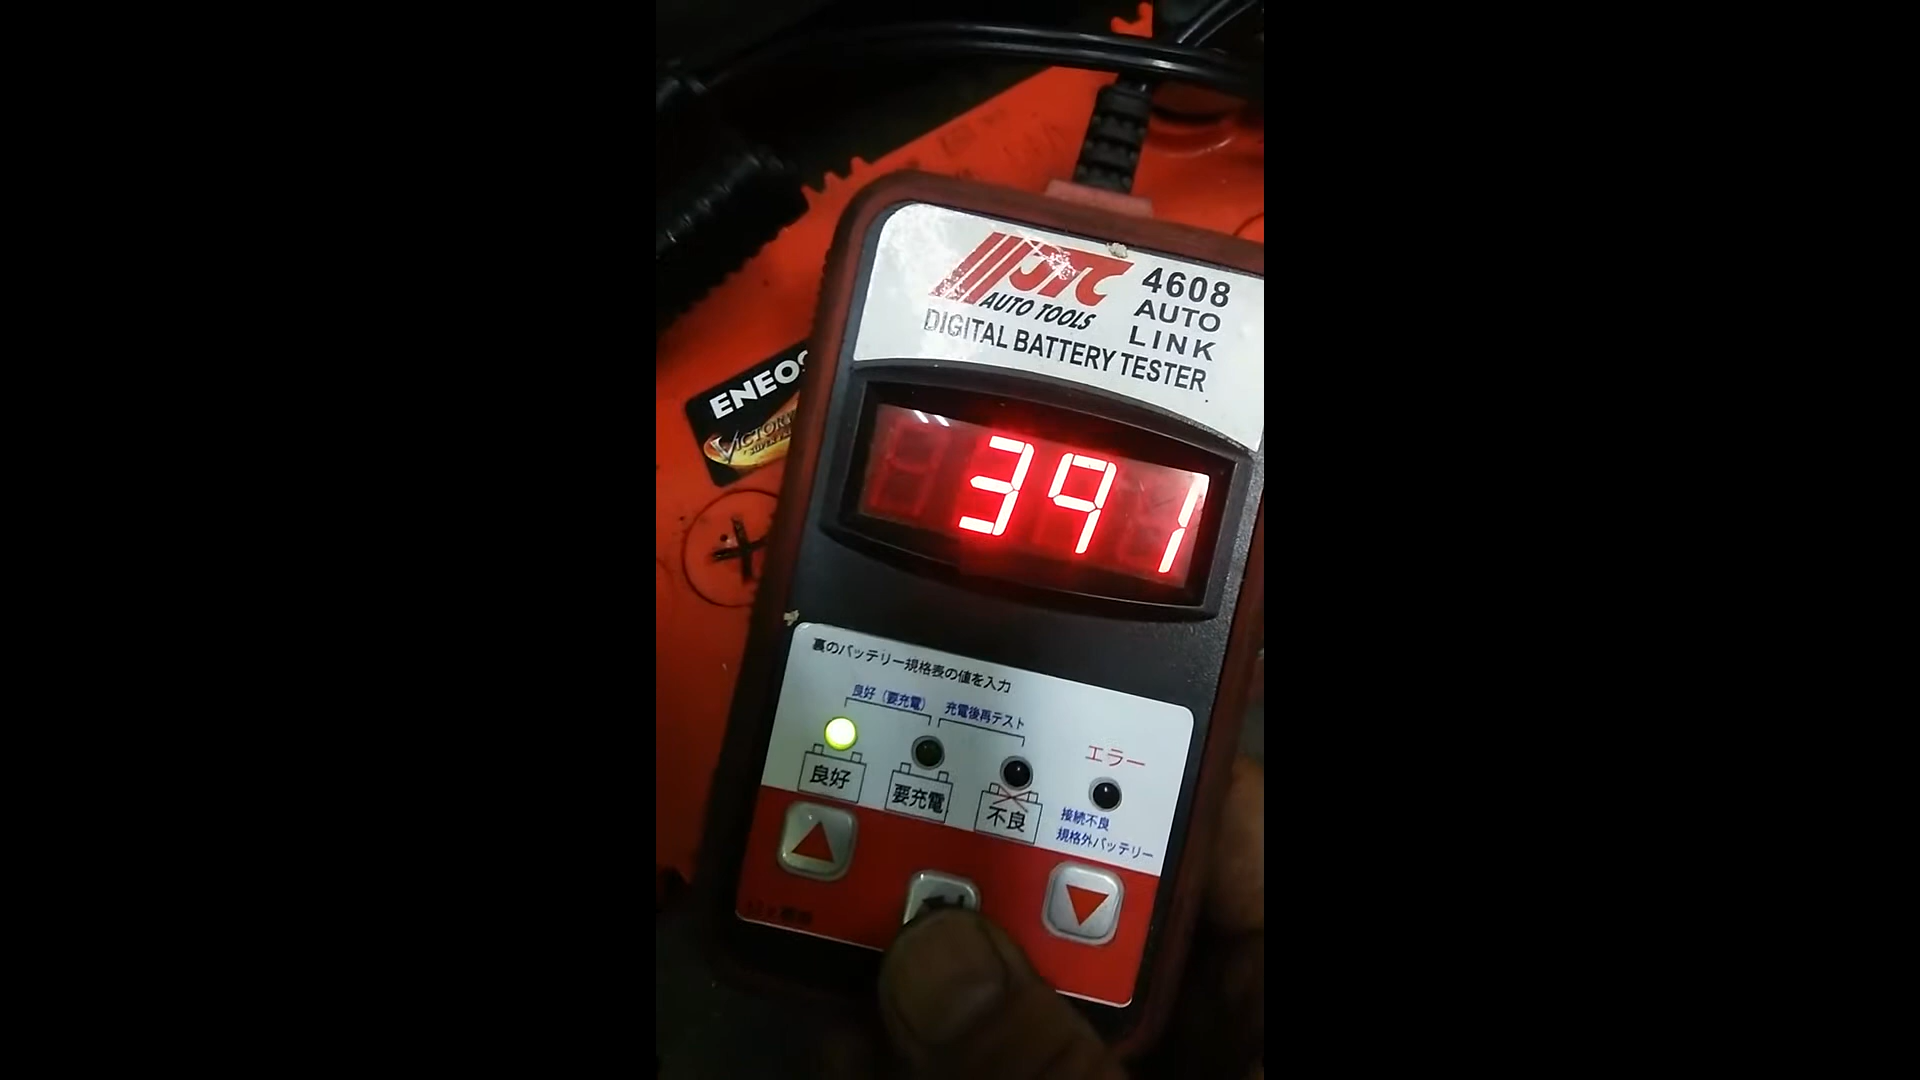 JTC
AUTO TOOLS
4608
AUTO
LINK
DIGITAL BATTERY TESTER
ENEOS
VICTORY
391
裏のバッテリー規格表の値を入力
良好（要充電）
充電後再テスト
エラー
良好
要充電
不良
接続不良
規格外バッテリー